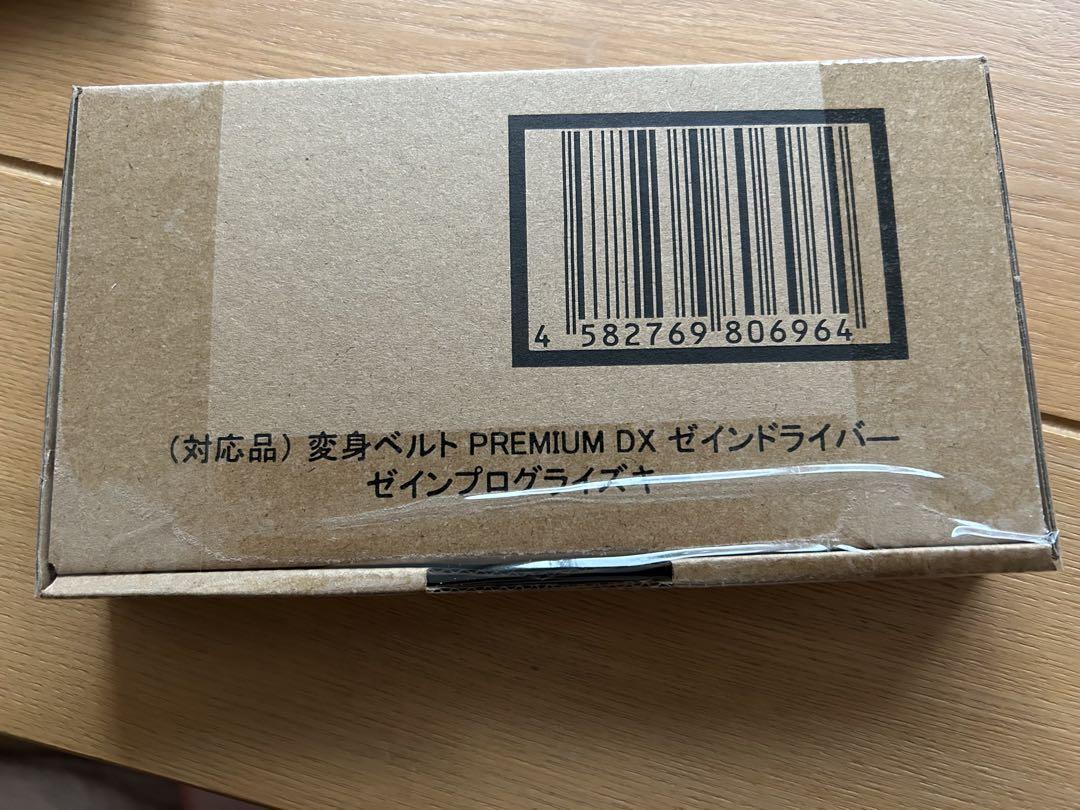 4 582769 806964
(対応品) 変身ベルト PREMIUM DX ゼインドライバー
ゼインプログライズキ